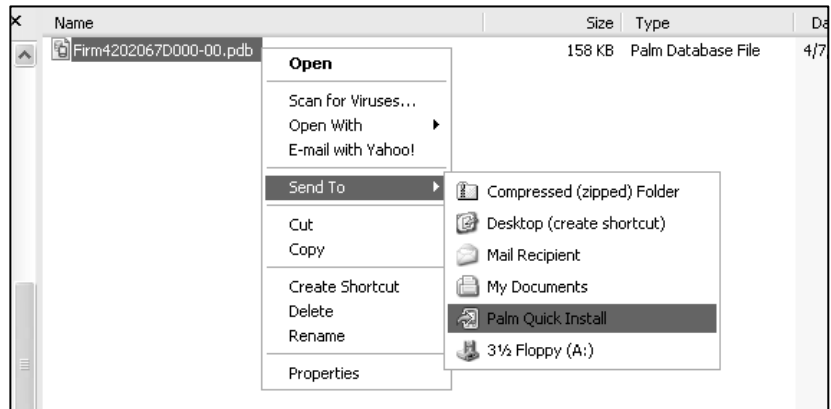 Name Size Type Da
Firm4202067D000-00.pdb 158 KB Palm Database File 4/7
Open
Scan for Viruses...
Open With
E-mail with Yahoo!
Send To
Cut
Copy
Create Shortcut
Delete
Rename
Properties
Compressed (zipped) Folder
Desktop (create shortcut)
Mail Recipient
My Documents
Palm Quick Install
3½ Floppy (A:)